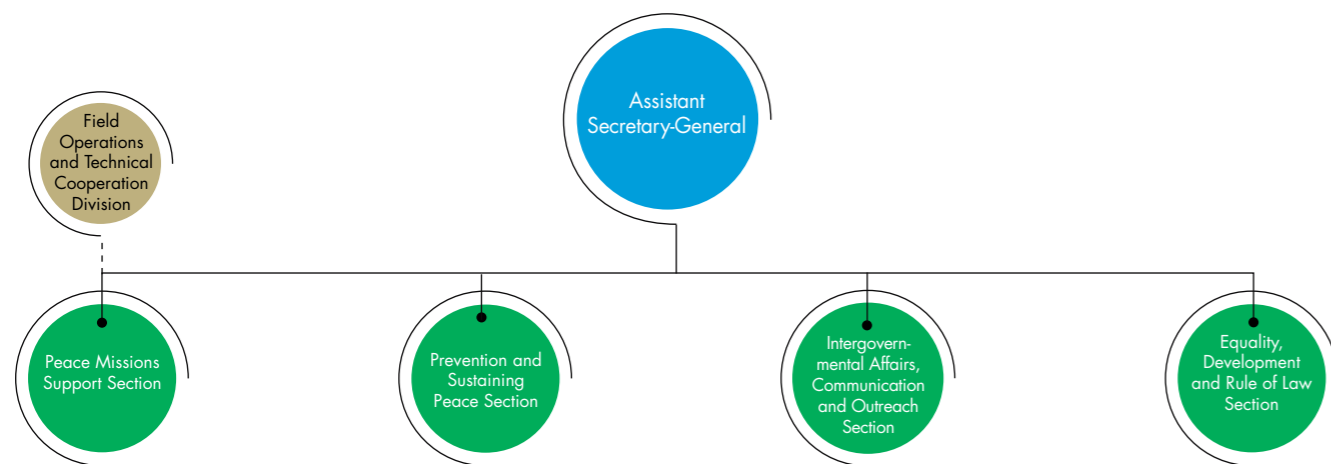 Assistant
Secretary-General
Field
Operations
and Technical
Cooperation
Division
Peace Missions
Support Section
Prevention and
Sustaining
Peace Section
Intergovern-
mental Affairs,
Communication
and Outreach
Section
Equality,
Development
and Rule of Law
Section